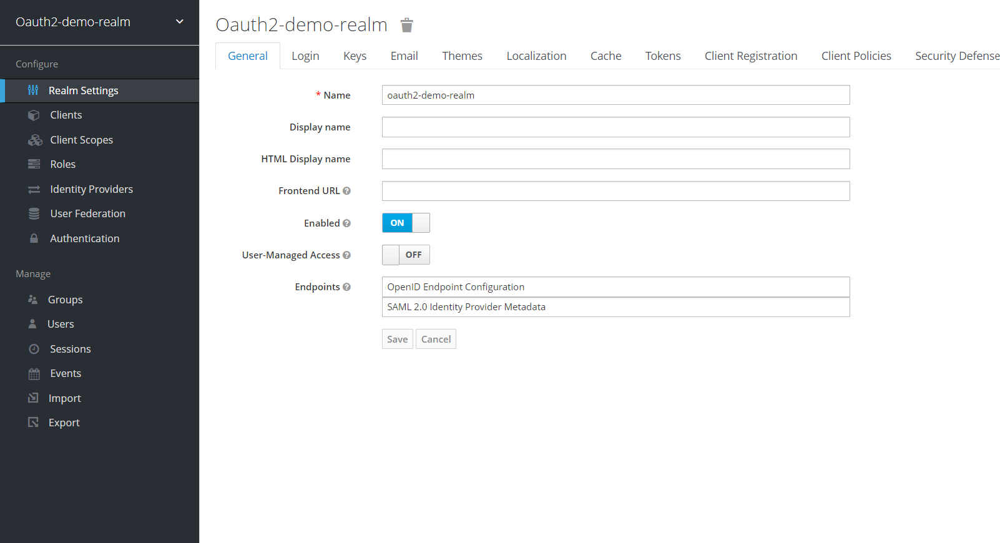 Oauth2-demo-realm
Configure
Realm Settings
Clients
Client Scopes
Roles
Identity Providers
User Federation
Authentication
Manage
Groups
Users
Sessions
Events
Import
Export
Oauth2-demo-realm
General Login Keys Email Themes Localization Cache Tokens Client Registration Client Policies Security Defense
* Name oauth2-demo-realm
Display name
HTML Display name
Frontend URL
Enabled ON
User-Managed Access OFF
Endpoints OpenID Endpoint Configuration
SAML 2.0 Identity Provider Metadata
Save Cancel